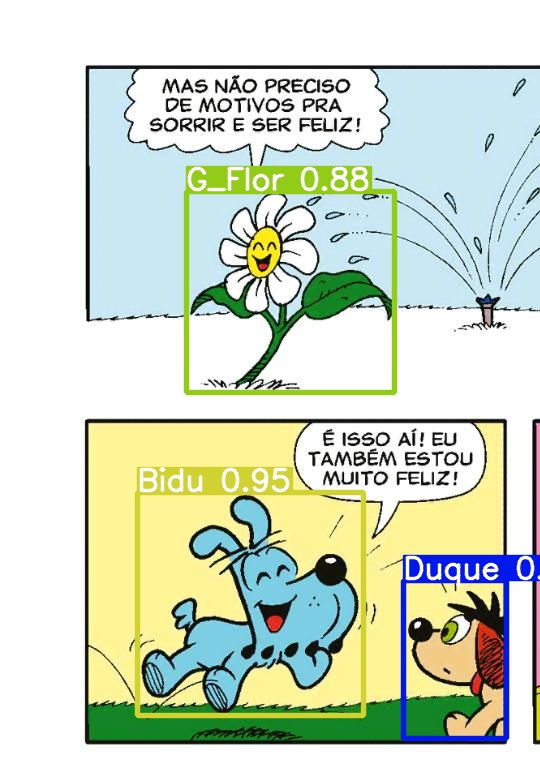 MAS NÃO PRECISO
DE MOTIVOS PRA
SORRIR E SER FELIZ!
G_Flor 0.88
É ISSO AÍ! EU
TAMBÉM ESTOU
MUITO FELIZ!
Bidu 0.95
Duque 0.